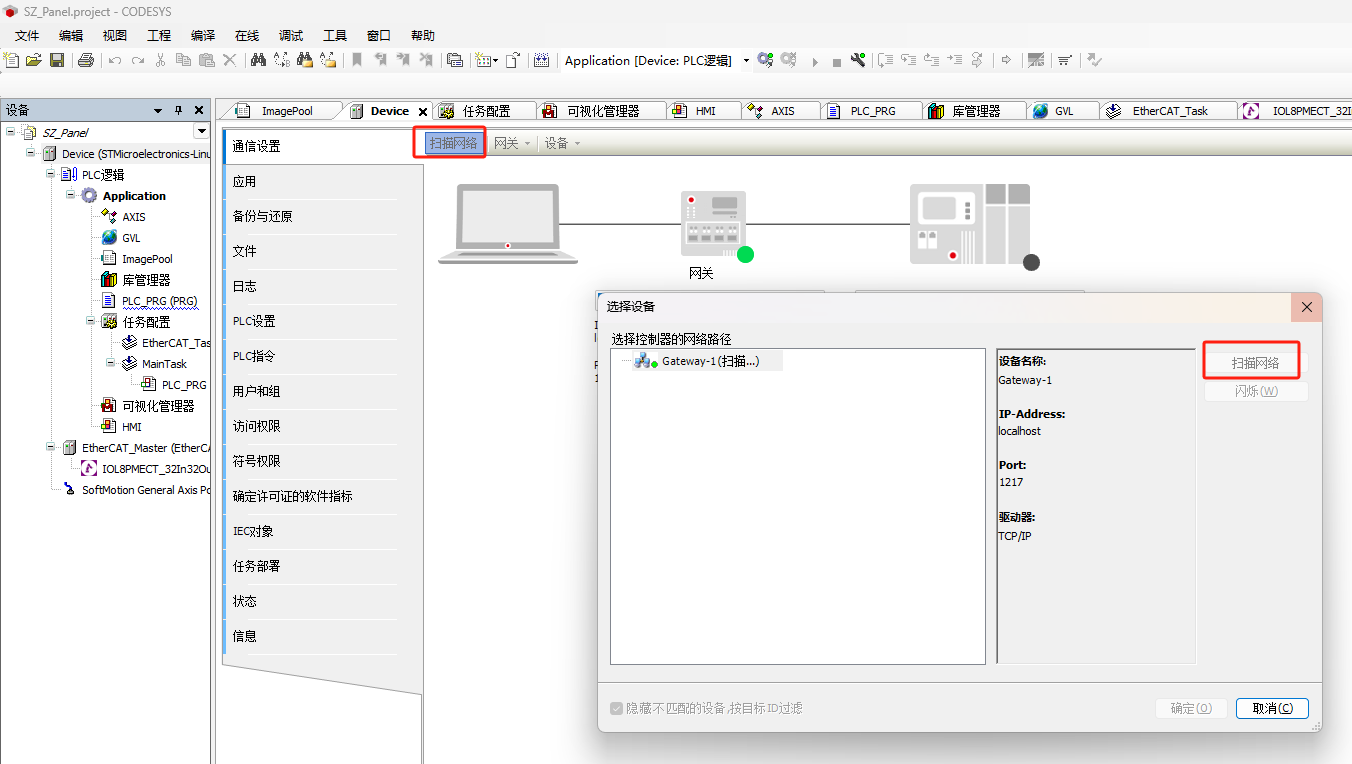 SZ_Panel.project - CODESYS
文件 编辑 视图 工程 编译 在线 调试 工具 窗口 帮助
Application [Device: PLC逻辑]
设备
SZ_Panel
Device (STMicroelectronics-Linu
PLC逻辑
Application
AXIS
GVL
ImagePool
库管理器
PLC_PRG (PRG)
任务配置
EtherCAT_Tas
MainTask
PLC_PRG
可视化管理器
HMI
EtherCAT_Master (EtherCA
IOL8PMECT_32In32Ou
SoftMotion General Axis Po
ImagePool Device 任务配置 可视化管理器 HMI AXIS PLC_PRG 库管理器 GVL EtherCAT_Task IOL8PMECT_32I
通信设置
应用
备份与还原
文件
日志
PLC设置
PLC指令
用户和组
访问权限
符号权限
确定许可证的软件指标
IEC对象
任务部署
状态
信息
扫描网络 网关 设备
网关
选择设备
选择控制器的网络路径
Gateway-1(扫描...)
设备名称:
Gateway-1
IP-Address:
localhost
Port:
1217
驱动器:
TCP/IP
扫描网络
闪烁(W)
隐藏不匹配的设备,按目标ID过滤
确定(O)
取消(C)